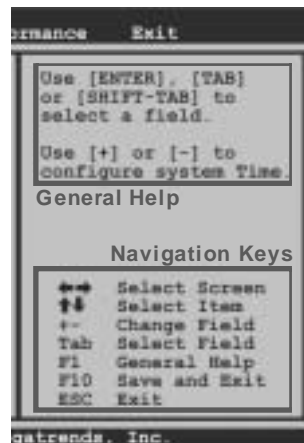 ormance Exit
Use [ENTER], [TAB]
or [SHIFT-TAB] to
select a field.
Use [+] or [-] to
configure system Time.
General Help
Navigation Keys
←→ Select Screen
↑↓ Select Item
+- Change Field
Tab Select Field
F1 General Help
F10 Save and Exit
ESC Exit
gatrends, Inc.